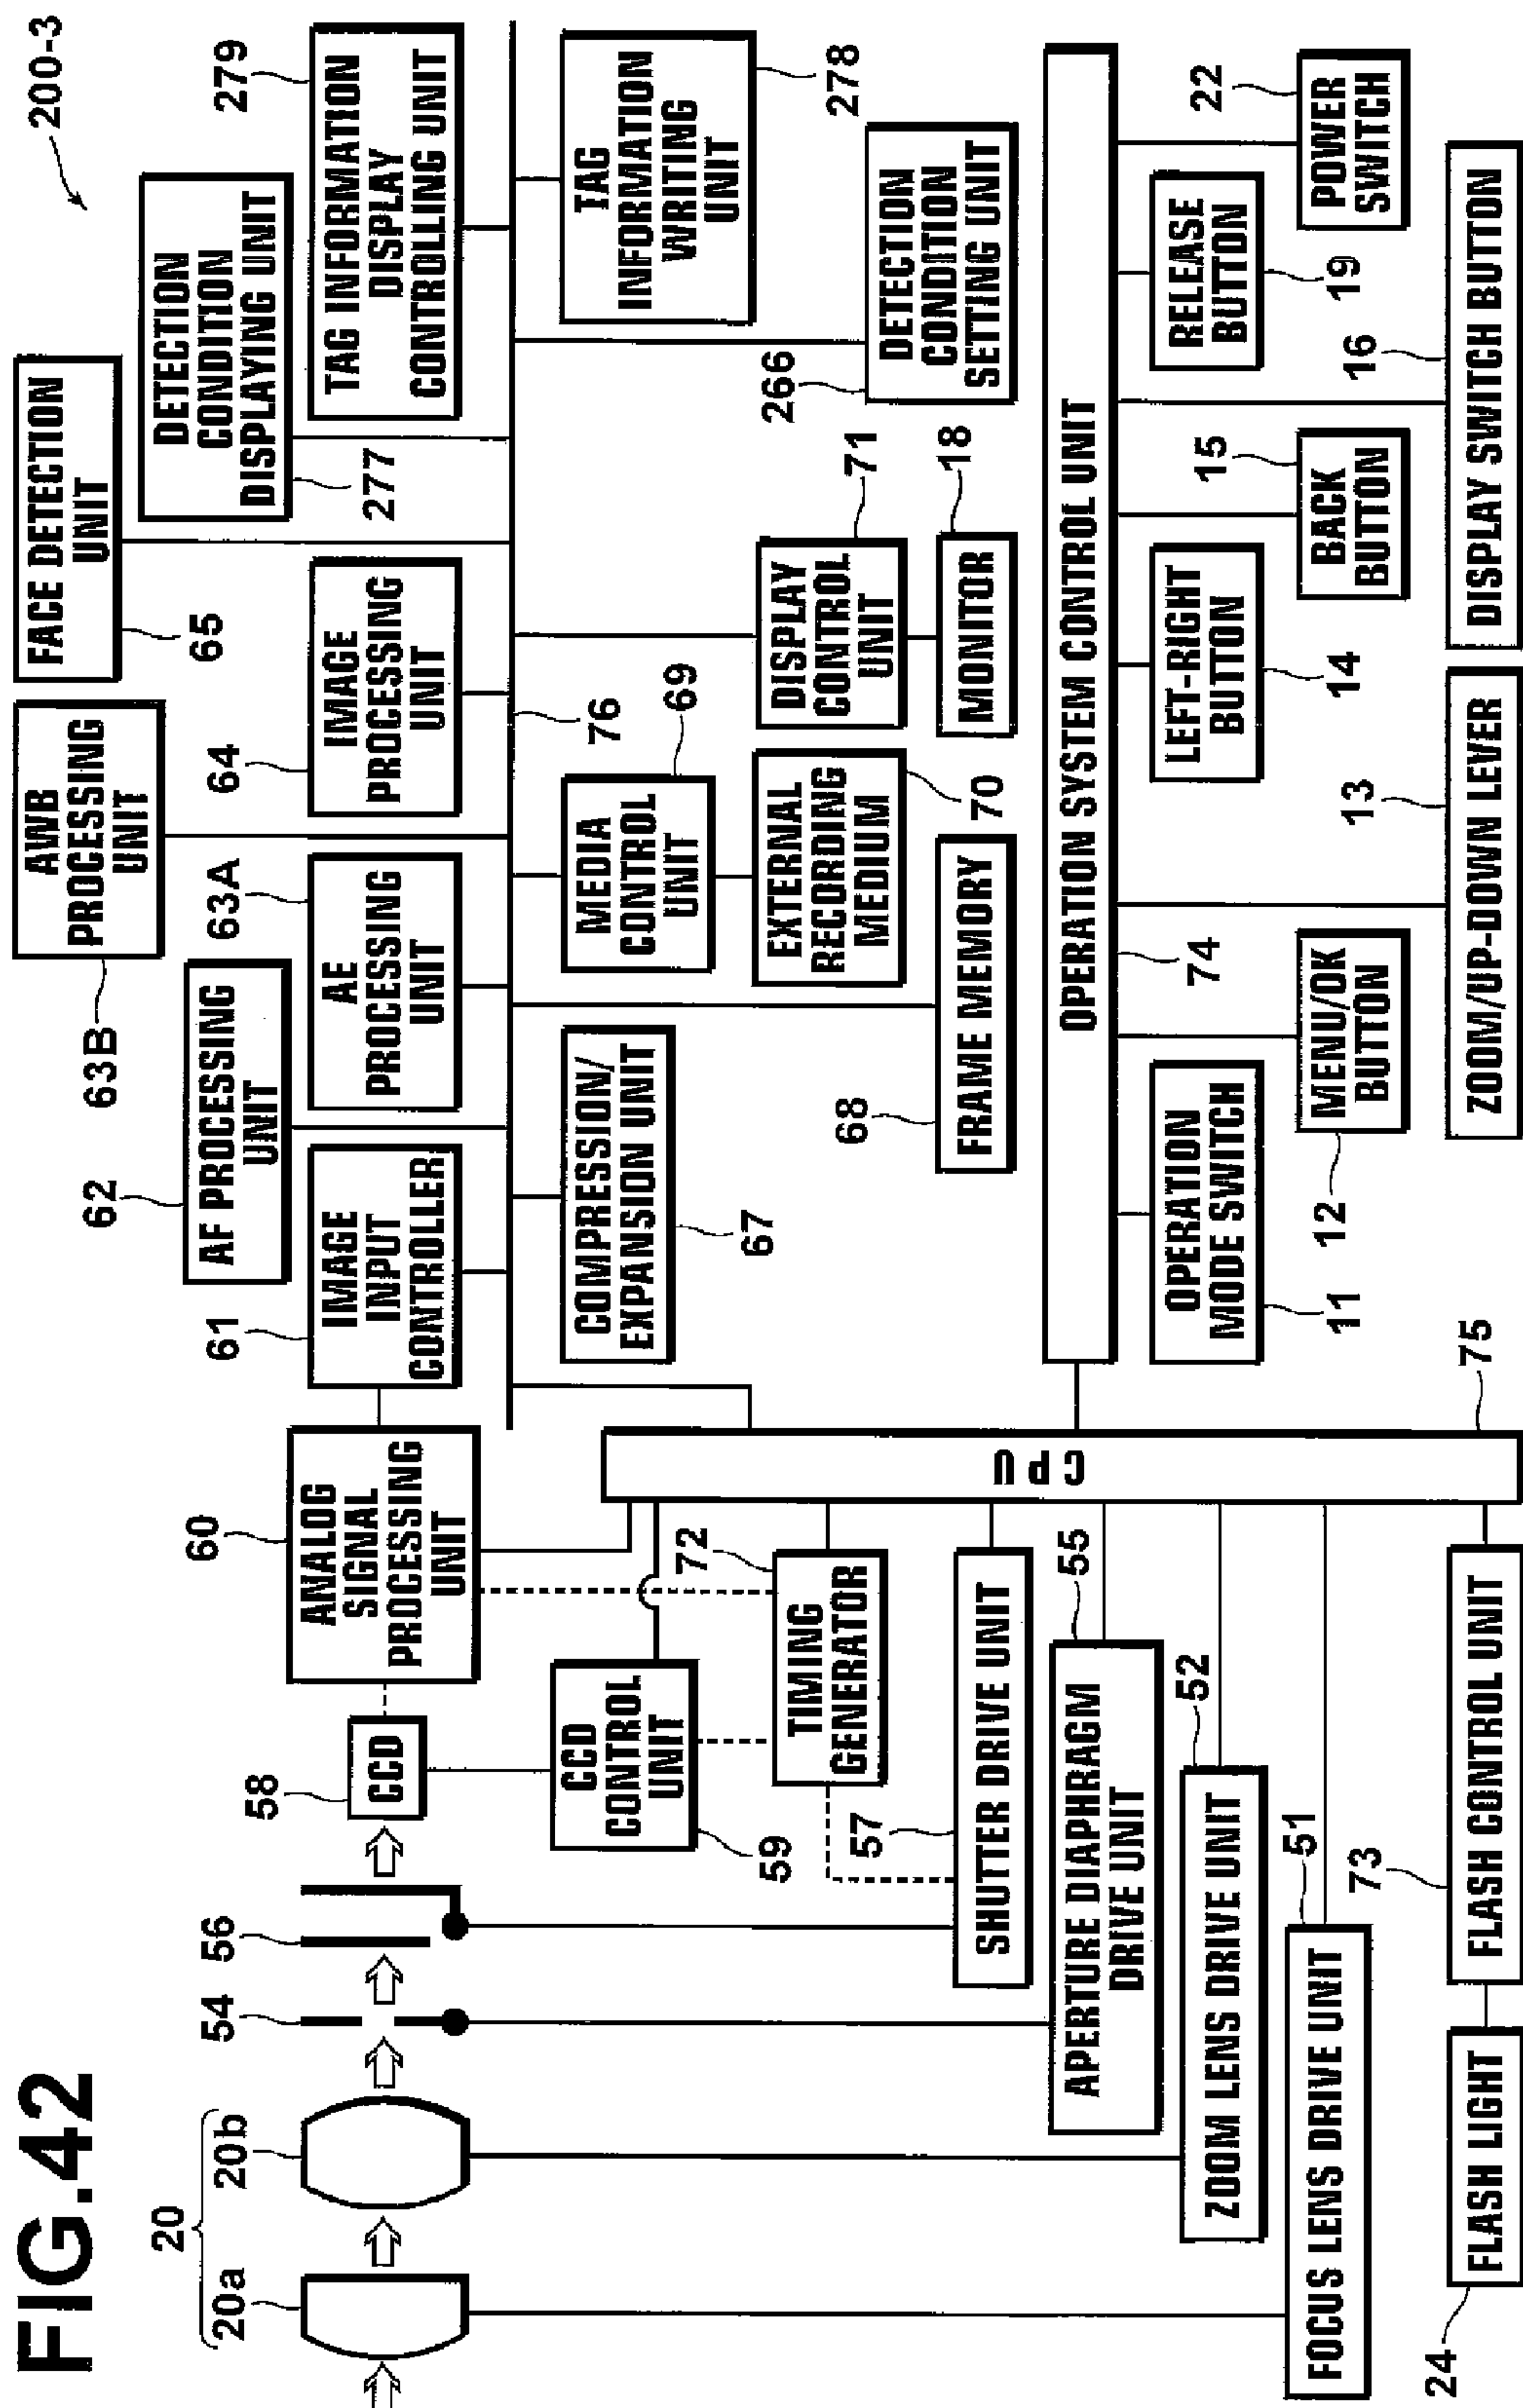 FIG.42
200-3
20
20a
20b
54
56
58
CCD
60
ANALOG
SIGNAL
PROCESSING
UNIT
61
IMAGE
INPUT
CONTROLLER
62
AF PROCESSING
UNIT
63A
AE
PROCESSING
UNIT
63B
AWB
PROCESSING
UNIT
64
IMAGE
PROCESSING
UNIT
65
FACE DETECTION
UNIT
277
DETECTION
CONDITION
DISPLAYING UNIT
279
TAG INFORMATION
DISPLAY
CONTROLLING UNIT
76
59
CCD
CONTROL
UNIT
72
TIMING
GENERATOR
57
SHUTTER DRIVE UNIT
55
APERTURE DIAPHRAGM
DRIVE UNIT
52
ZOOM LENS DRIVE UNIT
51
FOCUS LENS DRIVE UNIT
24
FLASH LIGHT
73
FLASH CONTROL UNIT
CPU
75
67
COMPRESSION/
EXPANSION UNIT
68
FRAME MEMORY
69
MEDIA
CONTROL
UNIT
70
EXTERNAL
RECORDING
MEDIUM
71
DISPLAY
CONTROL
UNIT
18
MONITOR
266
DETECTION
CONDITION
SETTING UNIT
278
TAG
INFORMATION
WRITING
UNIT
OPERATION SYSTEM CONTROL UNIT
74
11
OPERATION
MODE SWITCH
12
MENU/OK
BUTTON
13
ZOOM/UP-DOWN LEVER
14
LEFT-RIGHT
BUTTON
15
BACK
BUTTON
16
DISPLAY SWITCH BUTTON
19
RELEASE
BUTTON
22
POWER
SWITCH